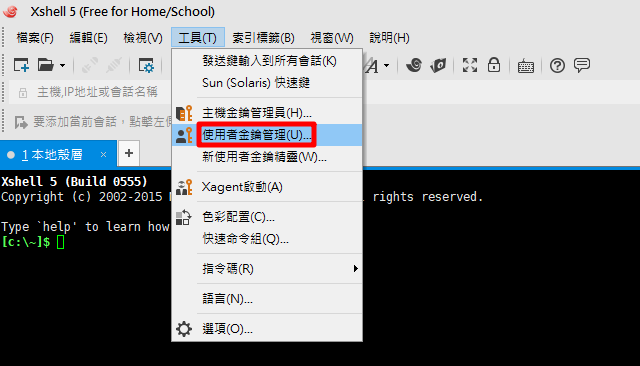 Xshell 5 (Free for Home/School)
檔案(F) 編輯(E) 檢視(V) 工具(T) 索引標籤(B) 視窗(W) 說明(H)
主機,IP地址或會話名稱
要添加當前會話，點擊左側
1 本地殼層
發送鍵輸入到所有會話(K)
Sun (Solaris) 快速鍵
主機金鑰管理員(H)...
使用者金鑰管理(U)...
新使用者金鑰精靈(W)...
Xagent啟動(A)
色彩配置(C)...
快速命令組(Q)...
指令碼(R)
語言(N)...
選項(O)...
Xshell 5 (Build 0555)
Copyright (c) 2002-2015 l rights reserved.
Type `help' to learn how
[c:\~]$